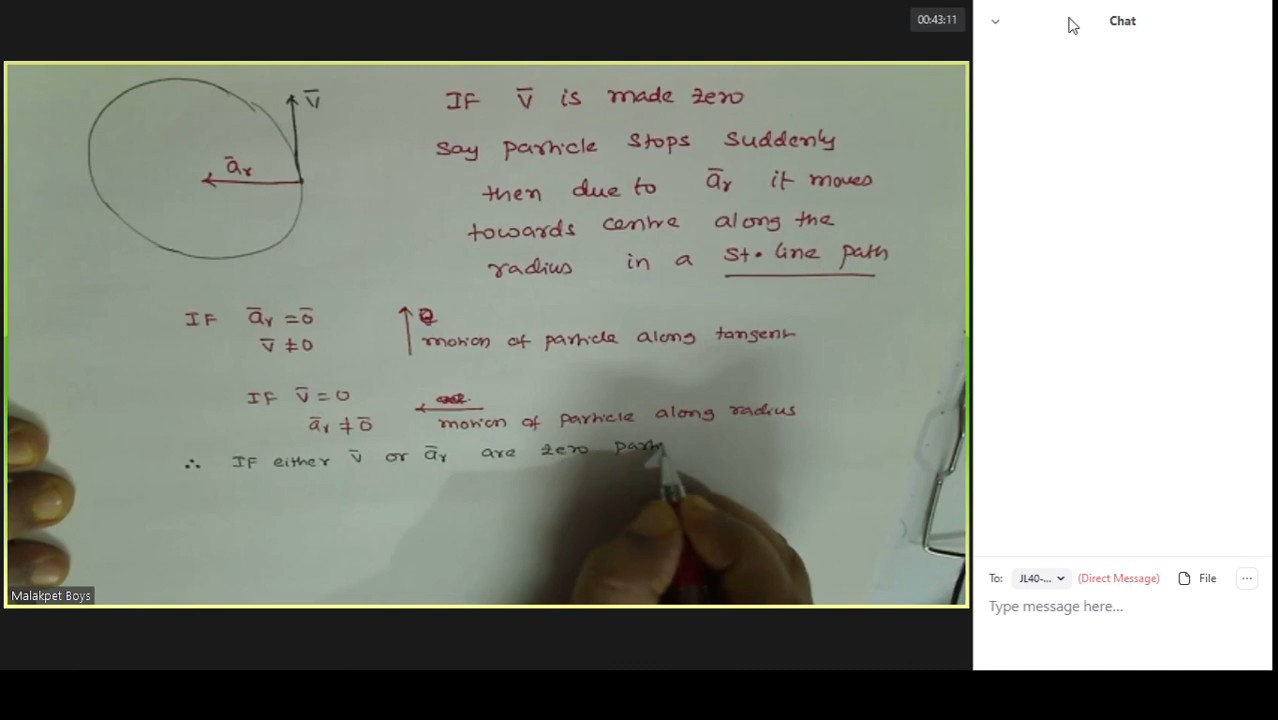 00:43:11
Chat
v̄
IF v̄ is made zero
āᵣ
say particle stops suddenly
then due to āᵣ it moves
towards centre along the
radius in a st. line path
IF āᵣ = ō
v̄ ≠ 0
motion of particle along tangent
IF v̄ = 0
āᵣ ≠ ō
motion of particle along radius
∴ IF either v̄ or āᵣ are zero part
Malakpet Boys
To: JL40-... (Direct Message) File ...
Type message here...